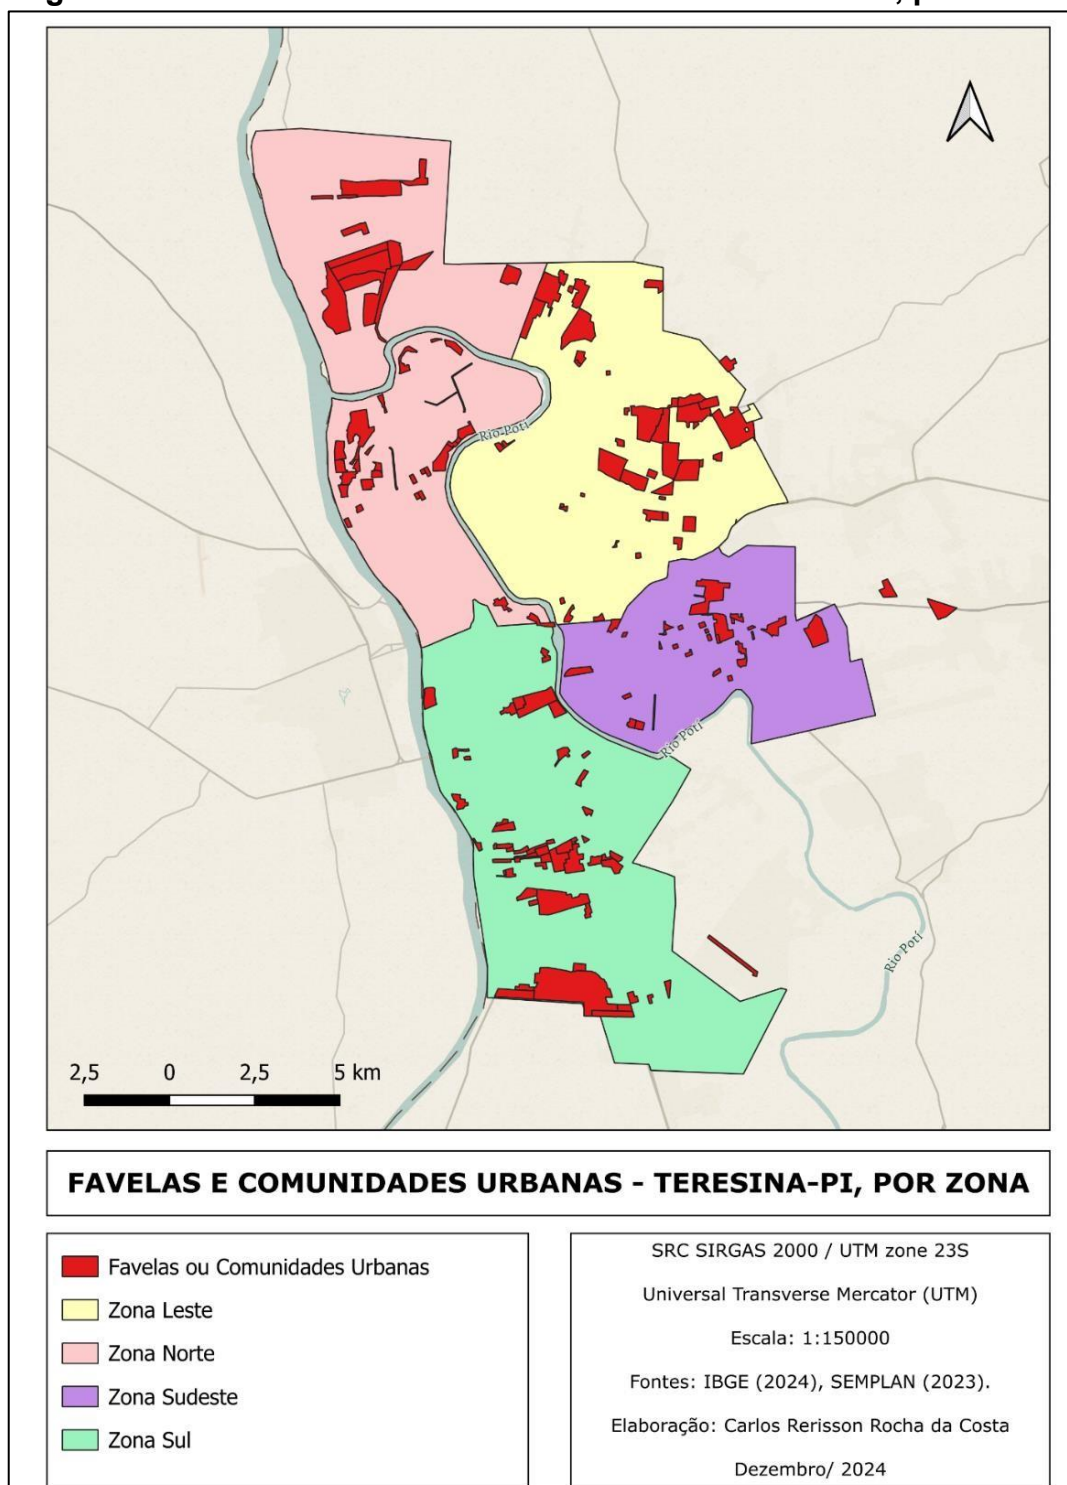 Rio Poti
Rio Poti
Rio Poti
2,5 0 2,5 5 km
FAVELAS E COMUNIDADES URBANAS - TERESINA-PI, POR ZONA
Favelas ou Comunidades Urbanas
Zona Leste
Zona Norte
Zona Sudeste
Zona Sul
SRC SIRGAS 2000 / UTM zone 23S
Universal Transverse Mercator (UTM)
Escala: 1:150000
Fontes: IBGE (2024), SEMPLAN (2023).
Elaboração: Carlos Rerisson Rocha da Costa
Dezembro/ 2024